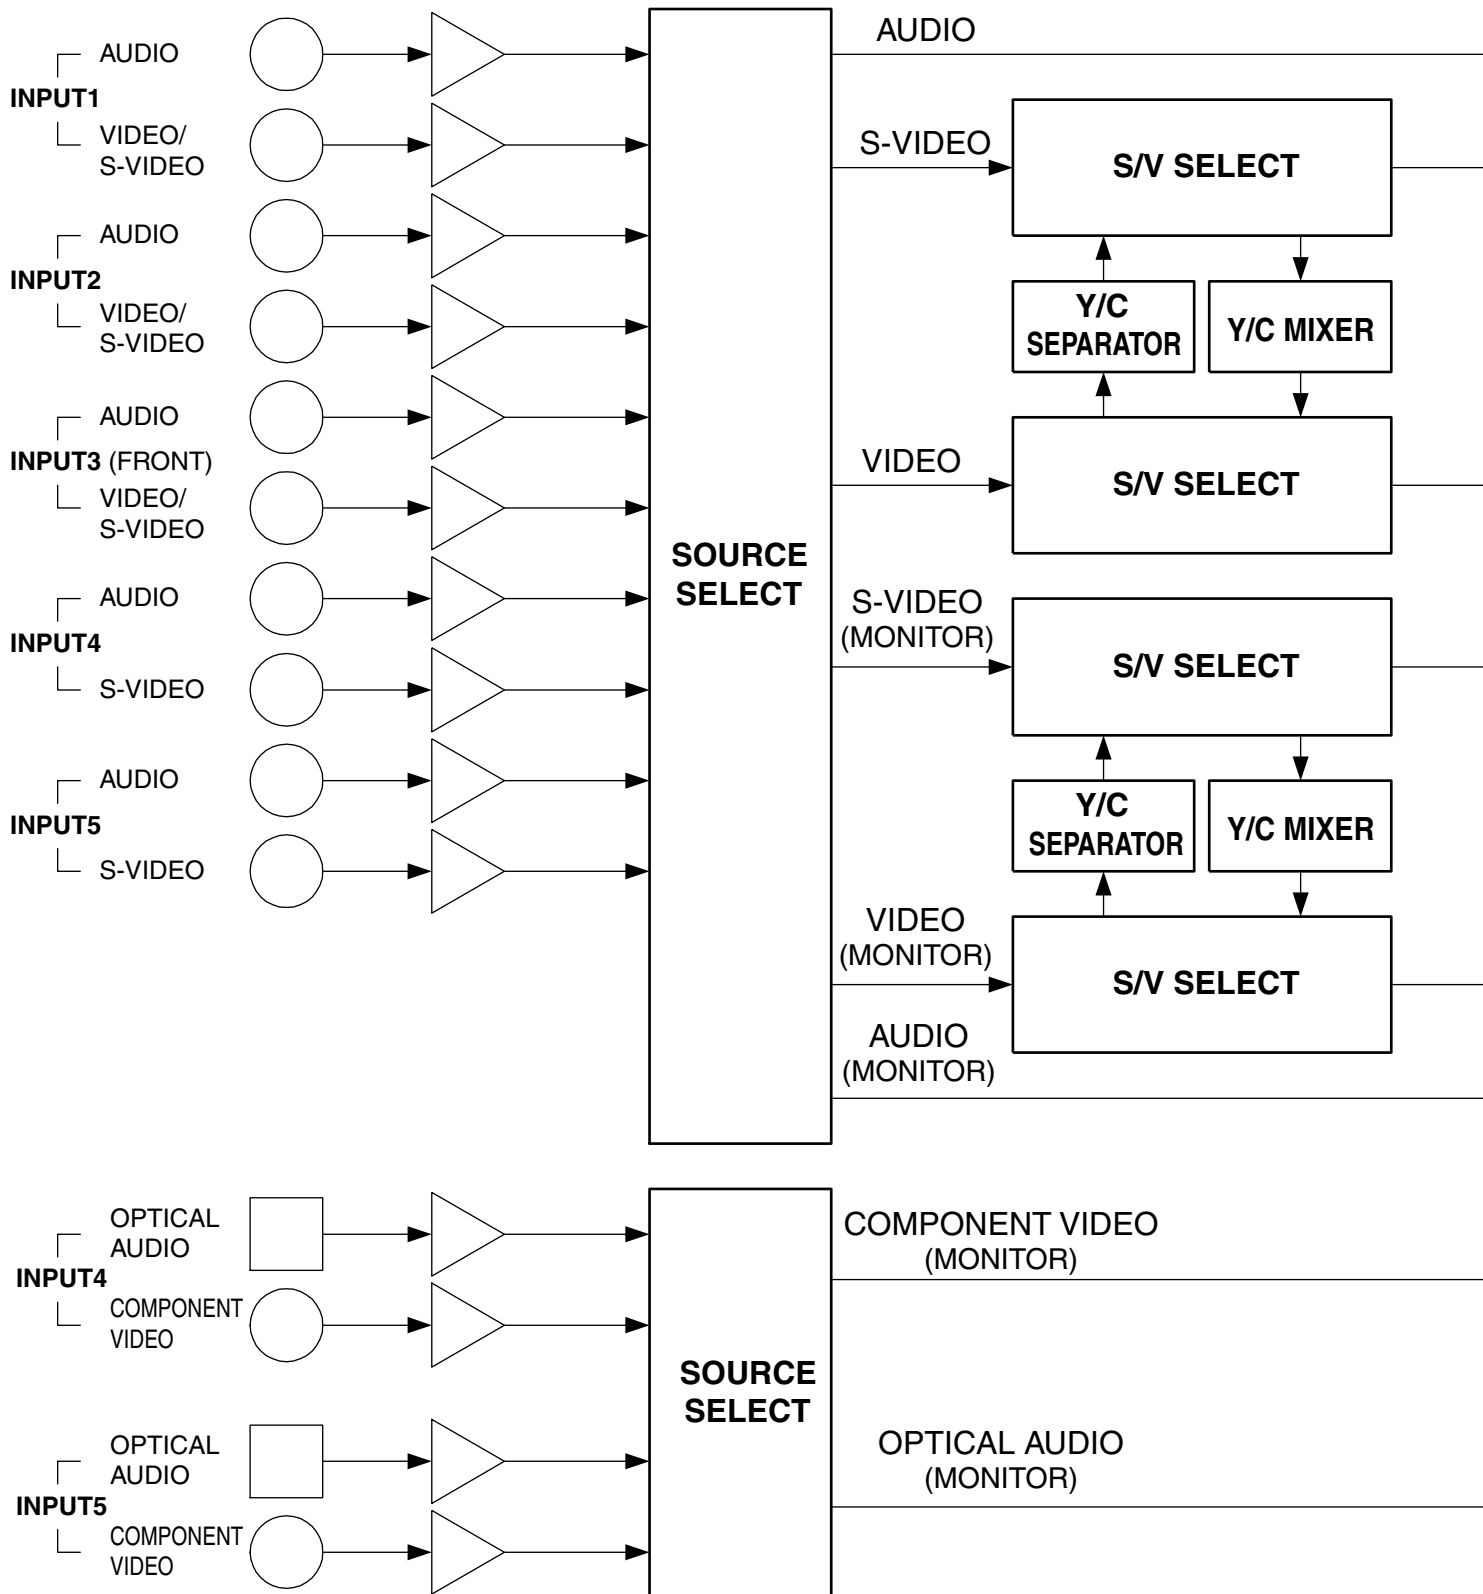 AUDIO
INPUT1
VIDEO/
S-VIDEO
AUDIO
INPUT2
VIDEO/
S-VIDEO
AUDIO
INPUT3 (FRONT)
VIDEO/
S-VIDEO
AUDIO
INPUT4
S-VIDEO
AUDIO
INPUT5
S-VIDEO
SOURCE
SELECT
AUDIO
S-VIDEO
S/V SELECT
Y/C
SEPARATOR
Y/C MIXER
VIDEO
S/V SELECT
S-VIDEO
(MONITOR)
S/V SELECT
Y/C
SEPARATOR
Y/C MIXER
VIDEO
(MONITOR)
S/V SELECT
AUDIO
(MONITOR)
OPTICAL
AUDIO
INPUT4
COMPONENT
VIDEO
OPTICAL
AUDIO
INPUT5
COMPONENT
VIDEO
SOURCE
SELECT
COMPONENT VIDEO
(MONITOR)
OPTICAL AUDIO
(MONITOR)